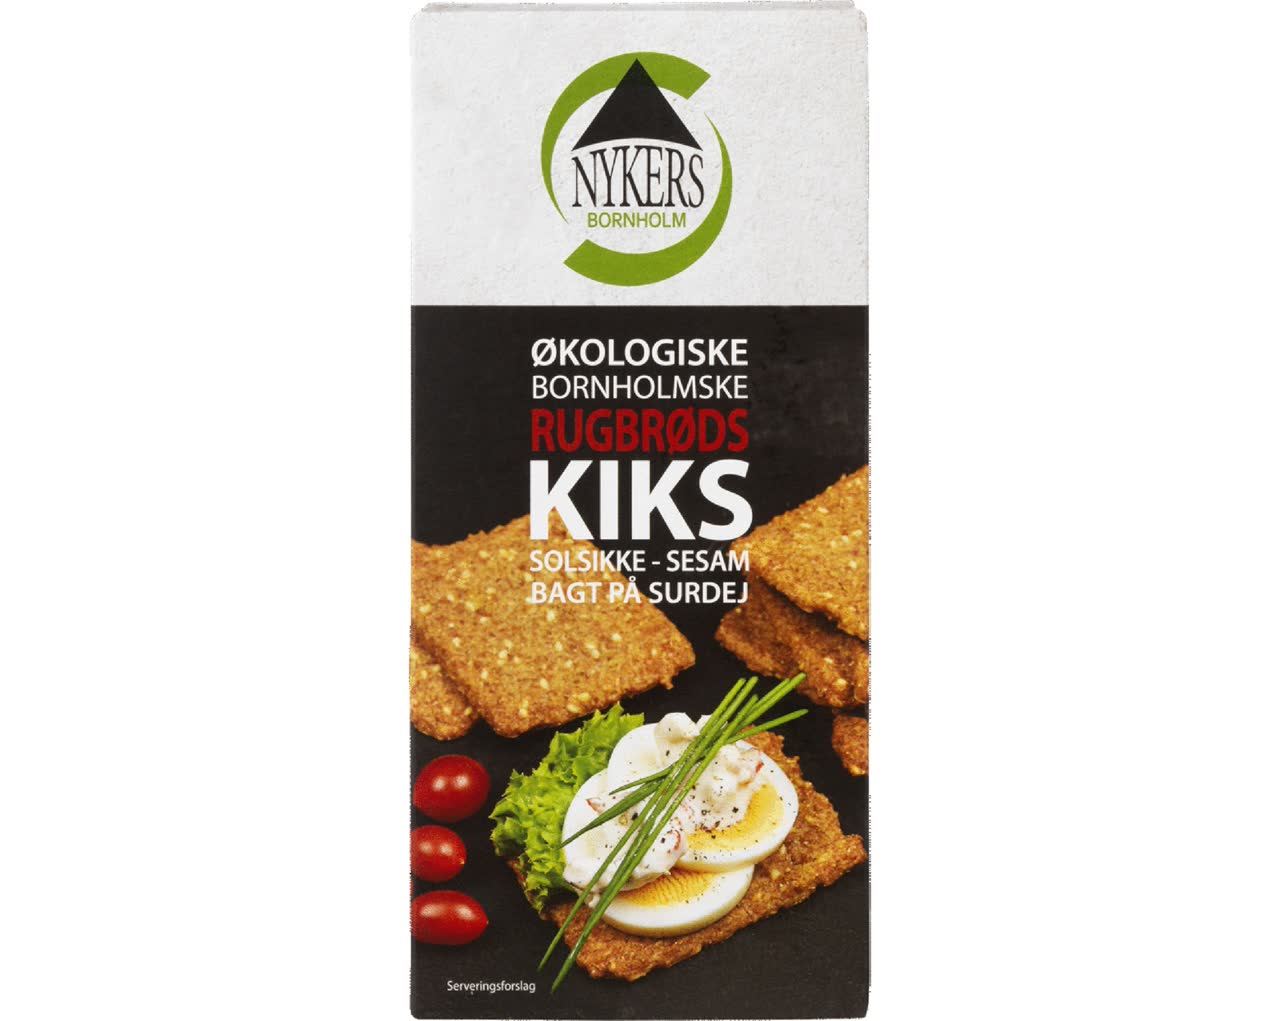 NYKERS
BORNHOLM
ØKOLOGISKE
BORNHOLMSKE
RUGBRØDS
KIKS
SOLSIKKE - SESAM
BAGT PÅ SURDEJ
Serveringsforslag